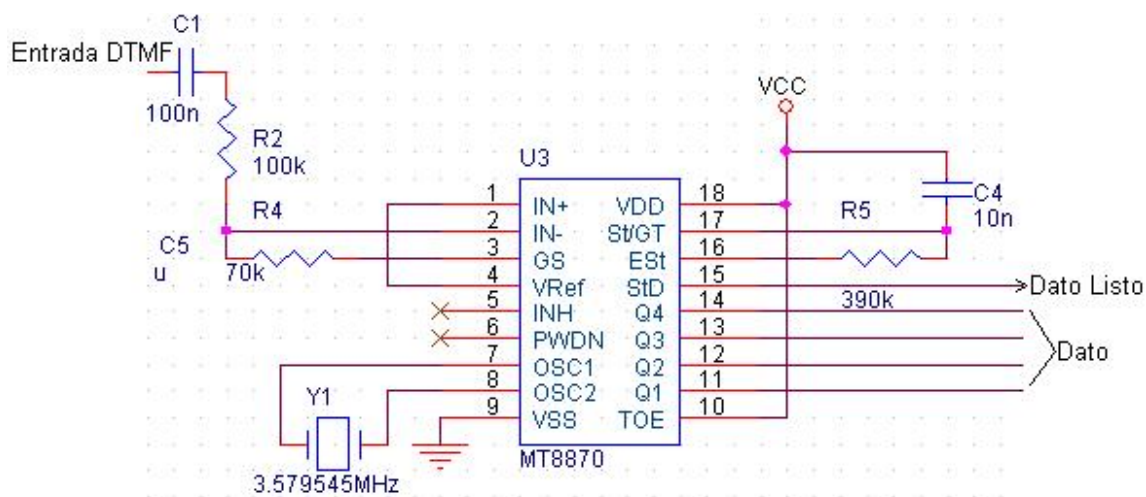 C1
Entrada DTMF
100n
R2
100k
R4
C5
u
70k
VCC
U3
1 IN+ VDD 18
2 IN- St/GT 17
3 GS ESt 16
4 VRef StD 15
5 INH Q4 14
6 PWDN Q3 13
7 OSC1 Q2 12
8 OSC2 Q1 11
9 VSS TOE 10
MT8870
Y1
3.579545MHz
C4
10n
R5
390k
Dato Listo
Dato